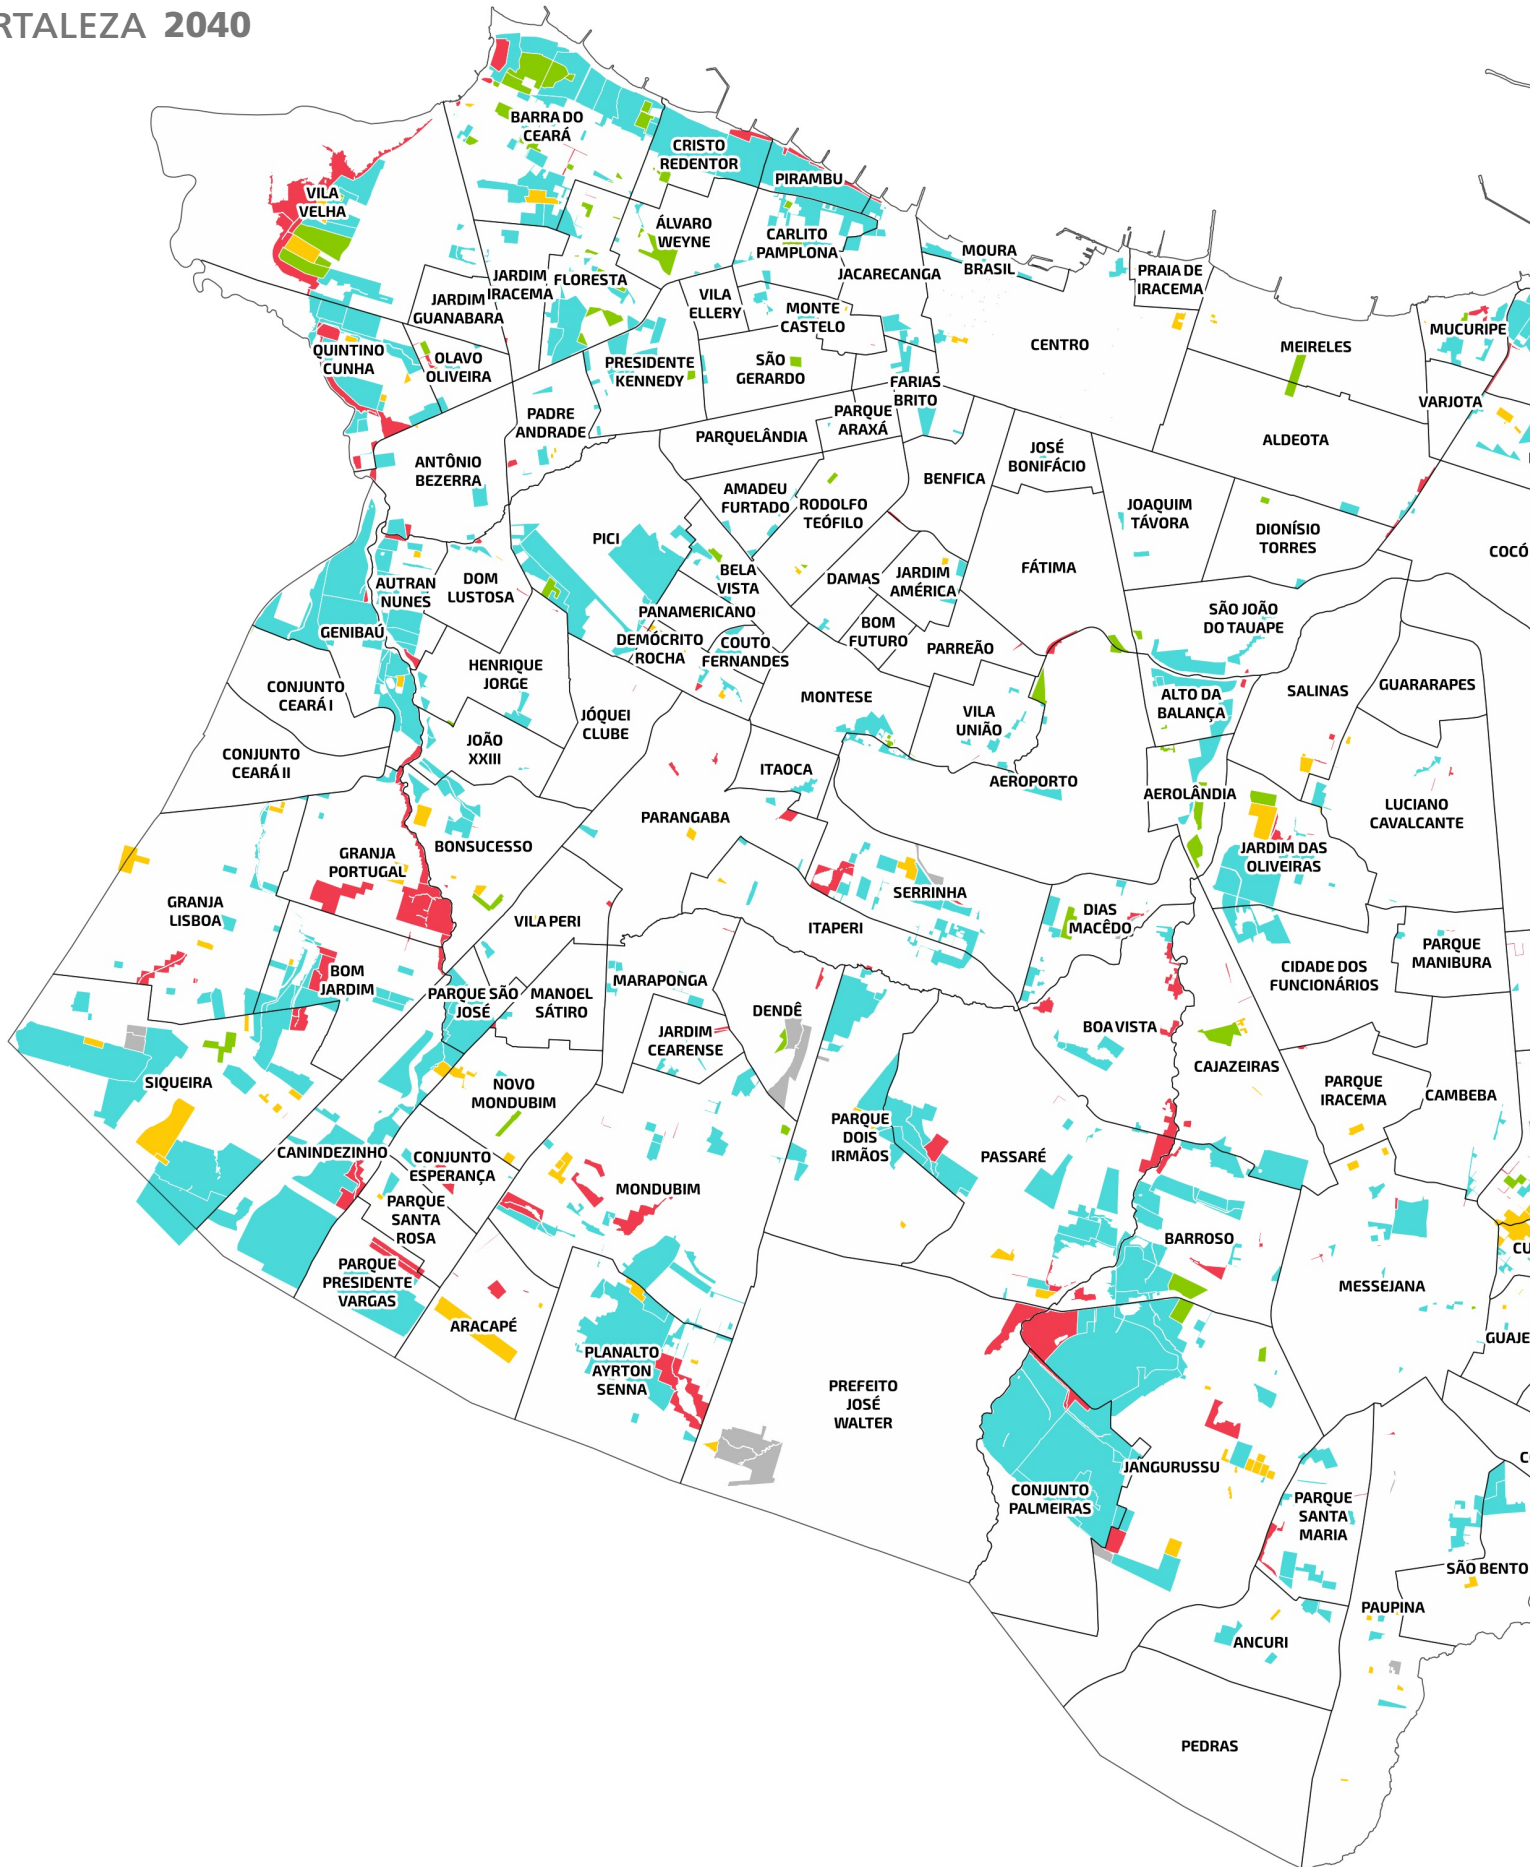 RTALEZA 2040
BARRA DO
CEARÁ
CRISTO
REDENTOR
PIRAMBU
VILA
VELHA
ÁLVARO
WEYNE
CARLITO
PAMPLONA
JACARECANGA
MOURA
BRASIL
PRAIA DE
IRACEMA
JARDIM
IRACEMA
FLORESTA
JARDIM
GUANABARA
VILA
ELLERY
MONTE
CASTELO
CENTRO
MUCURIPE
MEIRELES
QUINTINO
CUNHA
OLAVO
OLIVEIRA
PRESIDENTE
KENNEDY
SÃO
GERARDO
FARIAS
BRITO
VARJOTA
PADRE
ANDRADE
PARQUE
ARAXÁ
PARQUELÂNDIA
ALDEOTA
ANTÔNIO
BEZERRA
JOSÉ
BONIFÁCIO
BENFICA
AMADEU
FURTADO
RODOLFO
TEÓFILO
JOAQUIM
TÁVORA
DIONÍSIO
TORRES
PICI
COCÓ
FÁTIMA
BELA
VISTA
DAMAS
JARDIM
AMÉRICA
AUTRAN
NUNES
DOM
LUSTOSA
PANAMERICANO
SÃO JOÃO
DO TAUAPE
GENIBAÚ
BOM
FUTURO
DEMÓCRITO
ROCHA
COUTO
FERNANDES
PARREÃO
HENRIQUE
JORGE
CONJUNTO
CEARÁ I
MONTESE
ALTO DA
BALANÇA
SALINAS
GUARARAPES
JÓQUEI
CLUBE
VILA
UNIÃO
JOÃO
XXIII
CONJUNTO
CEARÁ II
ITAOCA
AEROPORTO
AEROLÂNDIA
PARANGABA
LUCIANO
CAVALCANTE
BONSUCESSO
GRANJA
PORTUGAL
JARDIM DAS
OLIVEIRAS
SERRINHA
GRANJA
LISBOA
VILA PERI
ITAPERI
DIAS
MACÊDO
PARQUE
MANIBURA
BOM
JARDIM
MARAPONGA
CIDADE DOS
FUNCIONÁRIOS
PARQUE SÃO
JOSÉ
MANOEL
SÁTIRO
DENDÊ
BOA VISTA
JARDIM
CEARENSE
CAJAZEIRAS
SIQUEIRA
NOVO
MONDUBIM
PARQUE
IRACEMA
CAMBEBA
PARQUE
DOIS
IRMÃOS
CANINDEZINHO
CONJUNTO
ESPERANÇA
PASSARÉ
MONDUBIM
PARQUE
SANTA
ROSA
BARROSO
CU
PARQUE
PRESIDENTE
VARGAS
MESSEJANA
ARACAPÉ
GUAJE
PLANALTO
AYRTON
SENNA
PREFEITO
JOSÉ
WALTER
JANGURUSSU
CONJUNTO
PALMEIRAS
PARQUE
SANTA
MARIA
SÃO BENTO
PAUPINA
ANCURI
PEDRAS